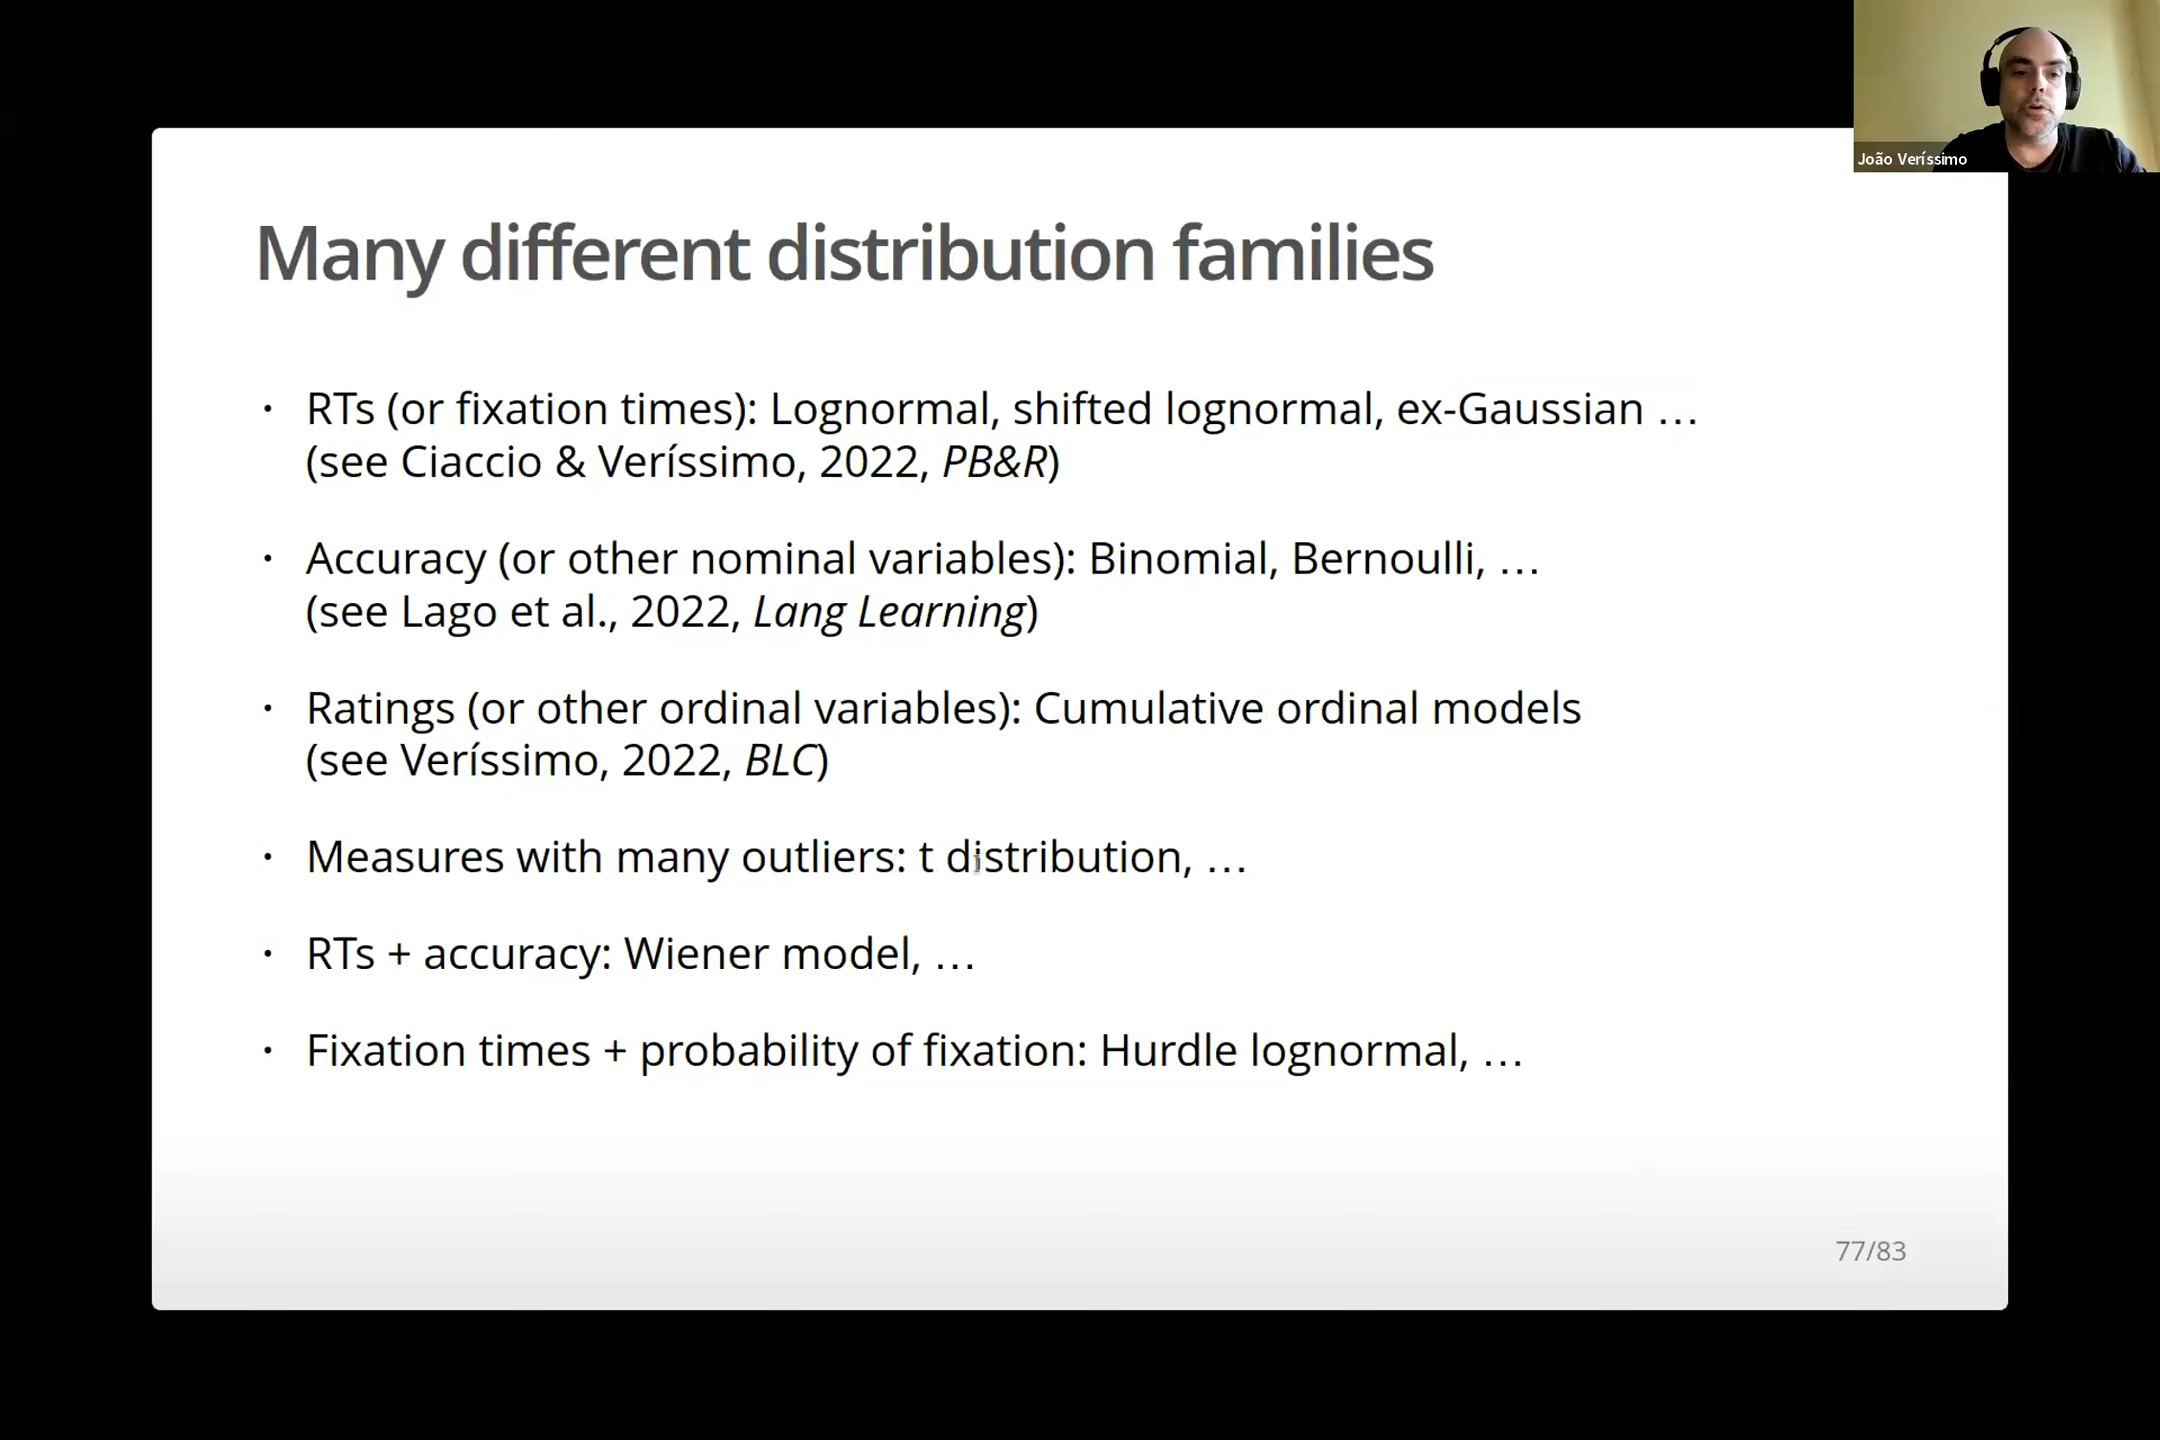 João Veríssimo
Many different distribution families
• RTs (or fixation times): Lognormal, shifted lognormal, ex-Gaussian …
(see Ciaccio & Veríssimo, 2022, PB&R)
• Accuracy (or other nominal variables): Binomial, Bernoulli, …
(see Lago et al., 2022, Lang Learning)
• Ratings (or other ordinal variables): Cumulative ordinal models
(see Veríssimo, 2022, BLC)
• Measures with many outliers: t distribution, …
• RTs + accuracy: Wiener model, …
• Fixation times + probability of fixation: Hurdle lognormal, …
77/83